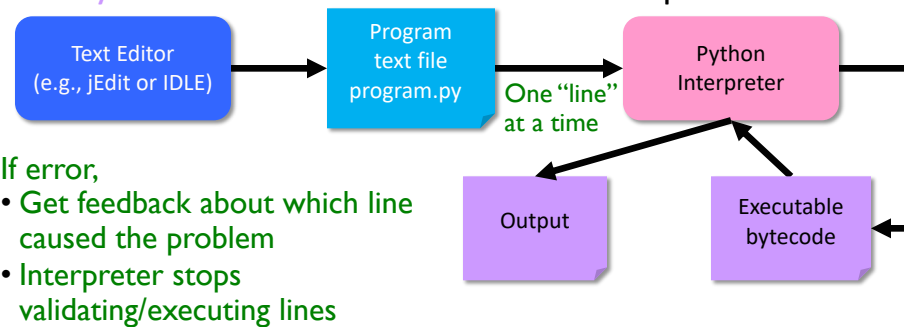 Text Editor
(e.g., jEdit or IDLE)
Program
text file
program.py
One “line”
at a time
Python
Interpreter
If error,
• Get feedback about which line
caused the problem
• Interpreter stops
validating/executing lines
Output
Executable
bytecode